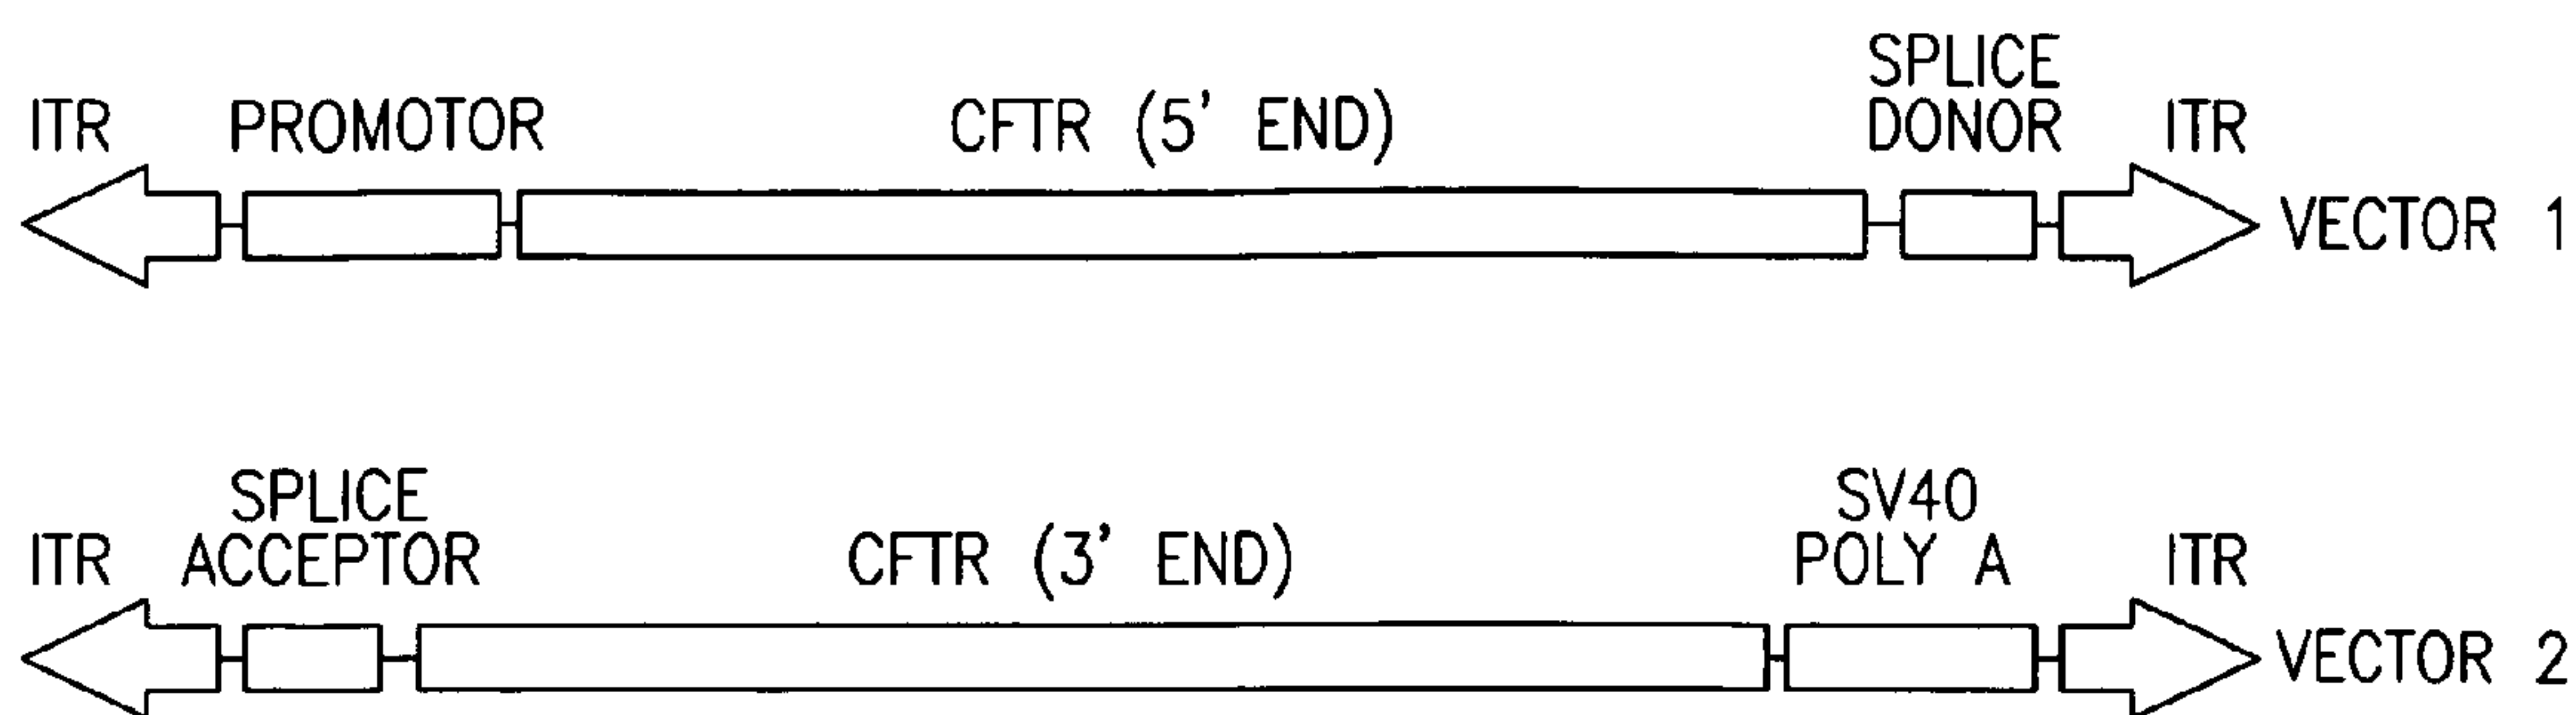 SPLICE
ITR PROMOTOR CFTR (5' END) DONOR ITR
VECTOR 1
SPLICE SV40
ITR ACCEPTOR CFTR (3' END) POLY A ITR
VECTOR 2